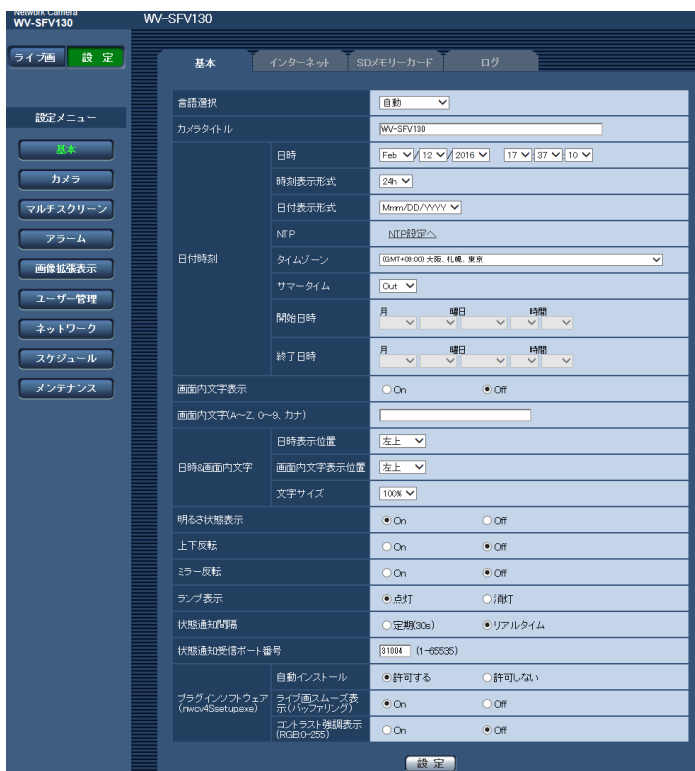 Network Camera
WV-SFV130
WV-SFV130
ライブ画 設 定
設定メニュー
基本
カメラ
マルチスクリーン
アラーム
画像拡張表示
ユーザー管理
ネットワーク
スケジュール
メンテナンス
基本 インターネット SDメモリーカード ログ
言語選択 自動
カメラタイトル WV-SFV130
日付時刻
日時 Feb / 12 / 2016 17 : 37 : 10
時刻表示形式 24h
日付表示形式 Mmm/DD/YYYY
NTP NTP設定へ
タイムゾーン (GMT+09:00) 大阪、札幌、東京
サマータイム Out
開始日時 月 曜日 時間
終了日時 月 曜日 時間
画面内文字表示 On Off
画面内文字(A～Z、0～9、カナ)
日時&画面内文字
日時表示位置 左上
画面内文字表示位置 左上
文字サイズ 100%
明るさ状態表示 On Off
上下反転 On Off
ミラー反転 On Off
ランプ表示 点灯 消灯
状態通知間隔 定期(30s) リアルタイム
状態通知受信ポート番号 31004 (1-65535)
プラグインソフトウェア
(nwcv4Ssetup.exe)
自動インストール 許可する 許可しない
ライブ画スムーズ表
示(バッファリング) On Off
コントラスト強調表示
(RGB:0-255) On Off
設 定